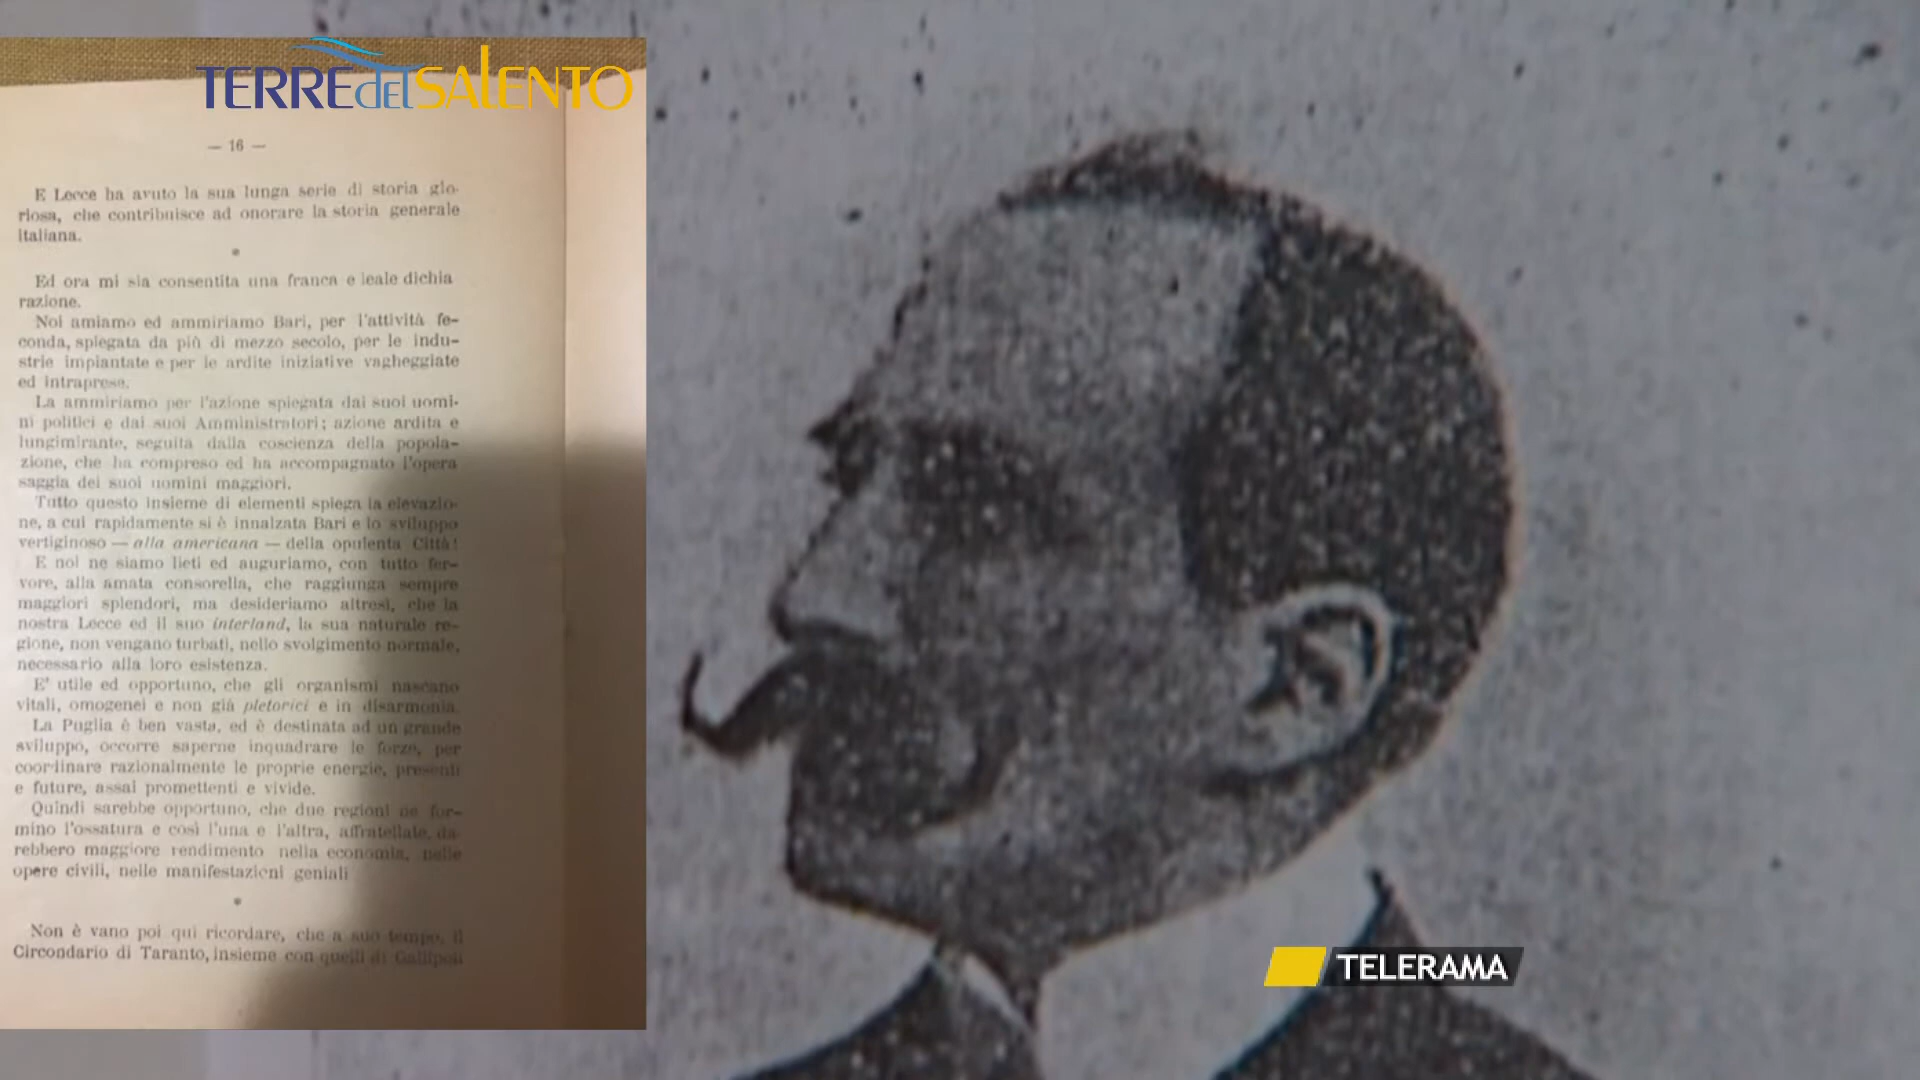 TERRE del SALENTO
— 16 —
E Lecce ha avuto la sua lunga serie di storia glo-
riosa, che contribuisce ad onorare la storia generale
italiana.
Ed ora mi sia consentita una franca e leale dichia
razione.
Noi amiamo ed ammiriamo Bari, per l'attività fe-
conda, spiegata da più di mezzo secolo, per le indu-
strie impiantate e per le ardite iniziative vagheggiate
ed intraprese.
La ammiriamo per l'azione spiegata dai suoi uomi-
ni politici e dai suoi Amministratori; azione ardita e
lungimirante, seguita dalla coscienza della popola-
zione, che ha compreso ed ha accompagnato l'opera
saggia dei suoi uomini maggiori.
Tutto questo insieme di elementi spiega la elevazio-
ne, a cui rapidamente si è innalzata Bari e lo sviluppo
vertiginoso — alla americana — della opulenta Città!
E noi ne siamo lieti ed auguriamo, con tutto fer-
vore, alla amata consorella, che raggiunga sempre
maggiori splendori, ma desideriamo altresì, che la
nostra Lecce ed il suo interland, la sua naturale re-
gione, non vengano turbati, nello svolgimento normale,
necessario alla loro esistenza.
E' utile ed opportuno, che gli organismi nascano
vitali, omogenei e non già pletorici e in disarmonia.
La Puglia è ben vasta, ed è destinata ad un grande
sviluppo, occorre saperne inquadrare le forze, per
coordinare razionalmente le proprie energie, presenti
e future, assai promettenti e vivide.
Quindi sarebbe opportuno, che due regioni ne for-
mino l'ossatura e così l'una e l'altra, affratellate, da-
rebbero maggiore rendimento nella economia, nelle
opere civili, nelle manifestazioni geniali
Non è vano poi qui ricordare, che a suo tempo, il
Circondario di Taranto, insieme con quelli di Gallipoli
TELERAMA